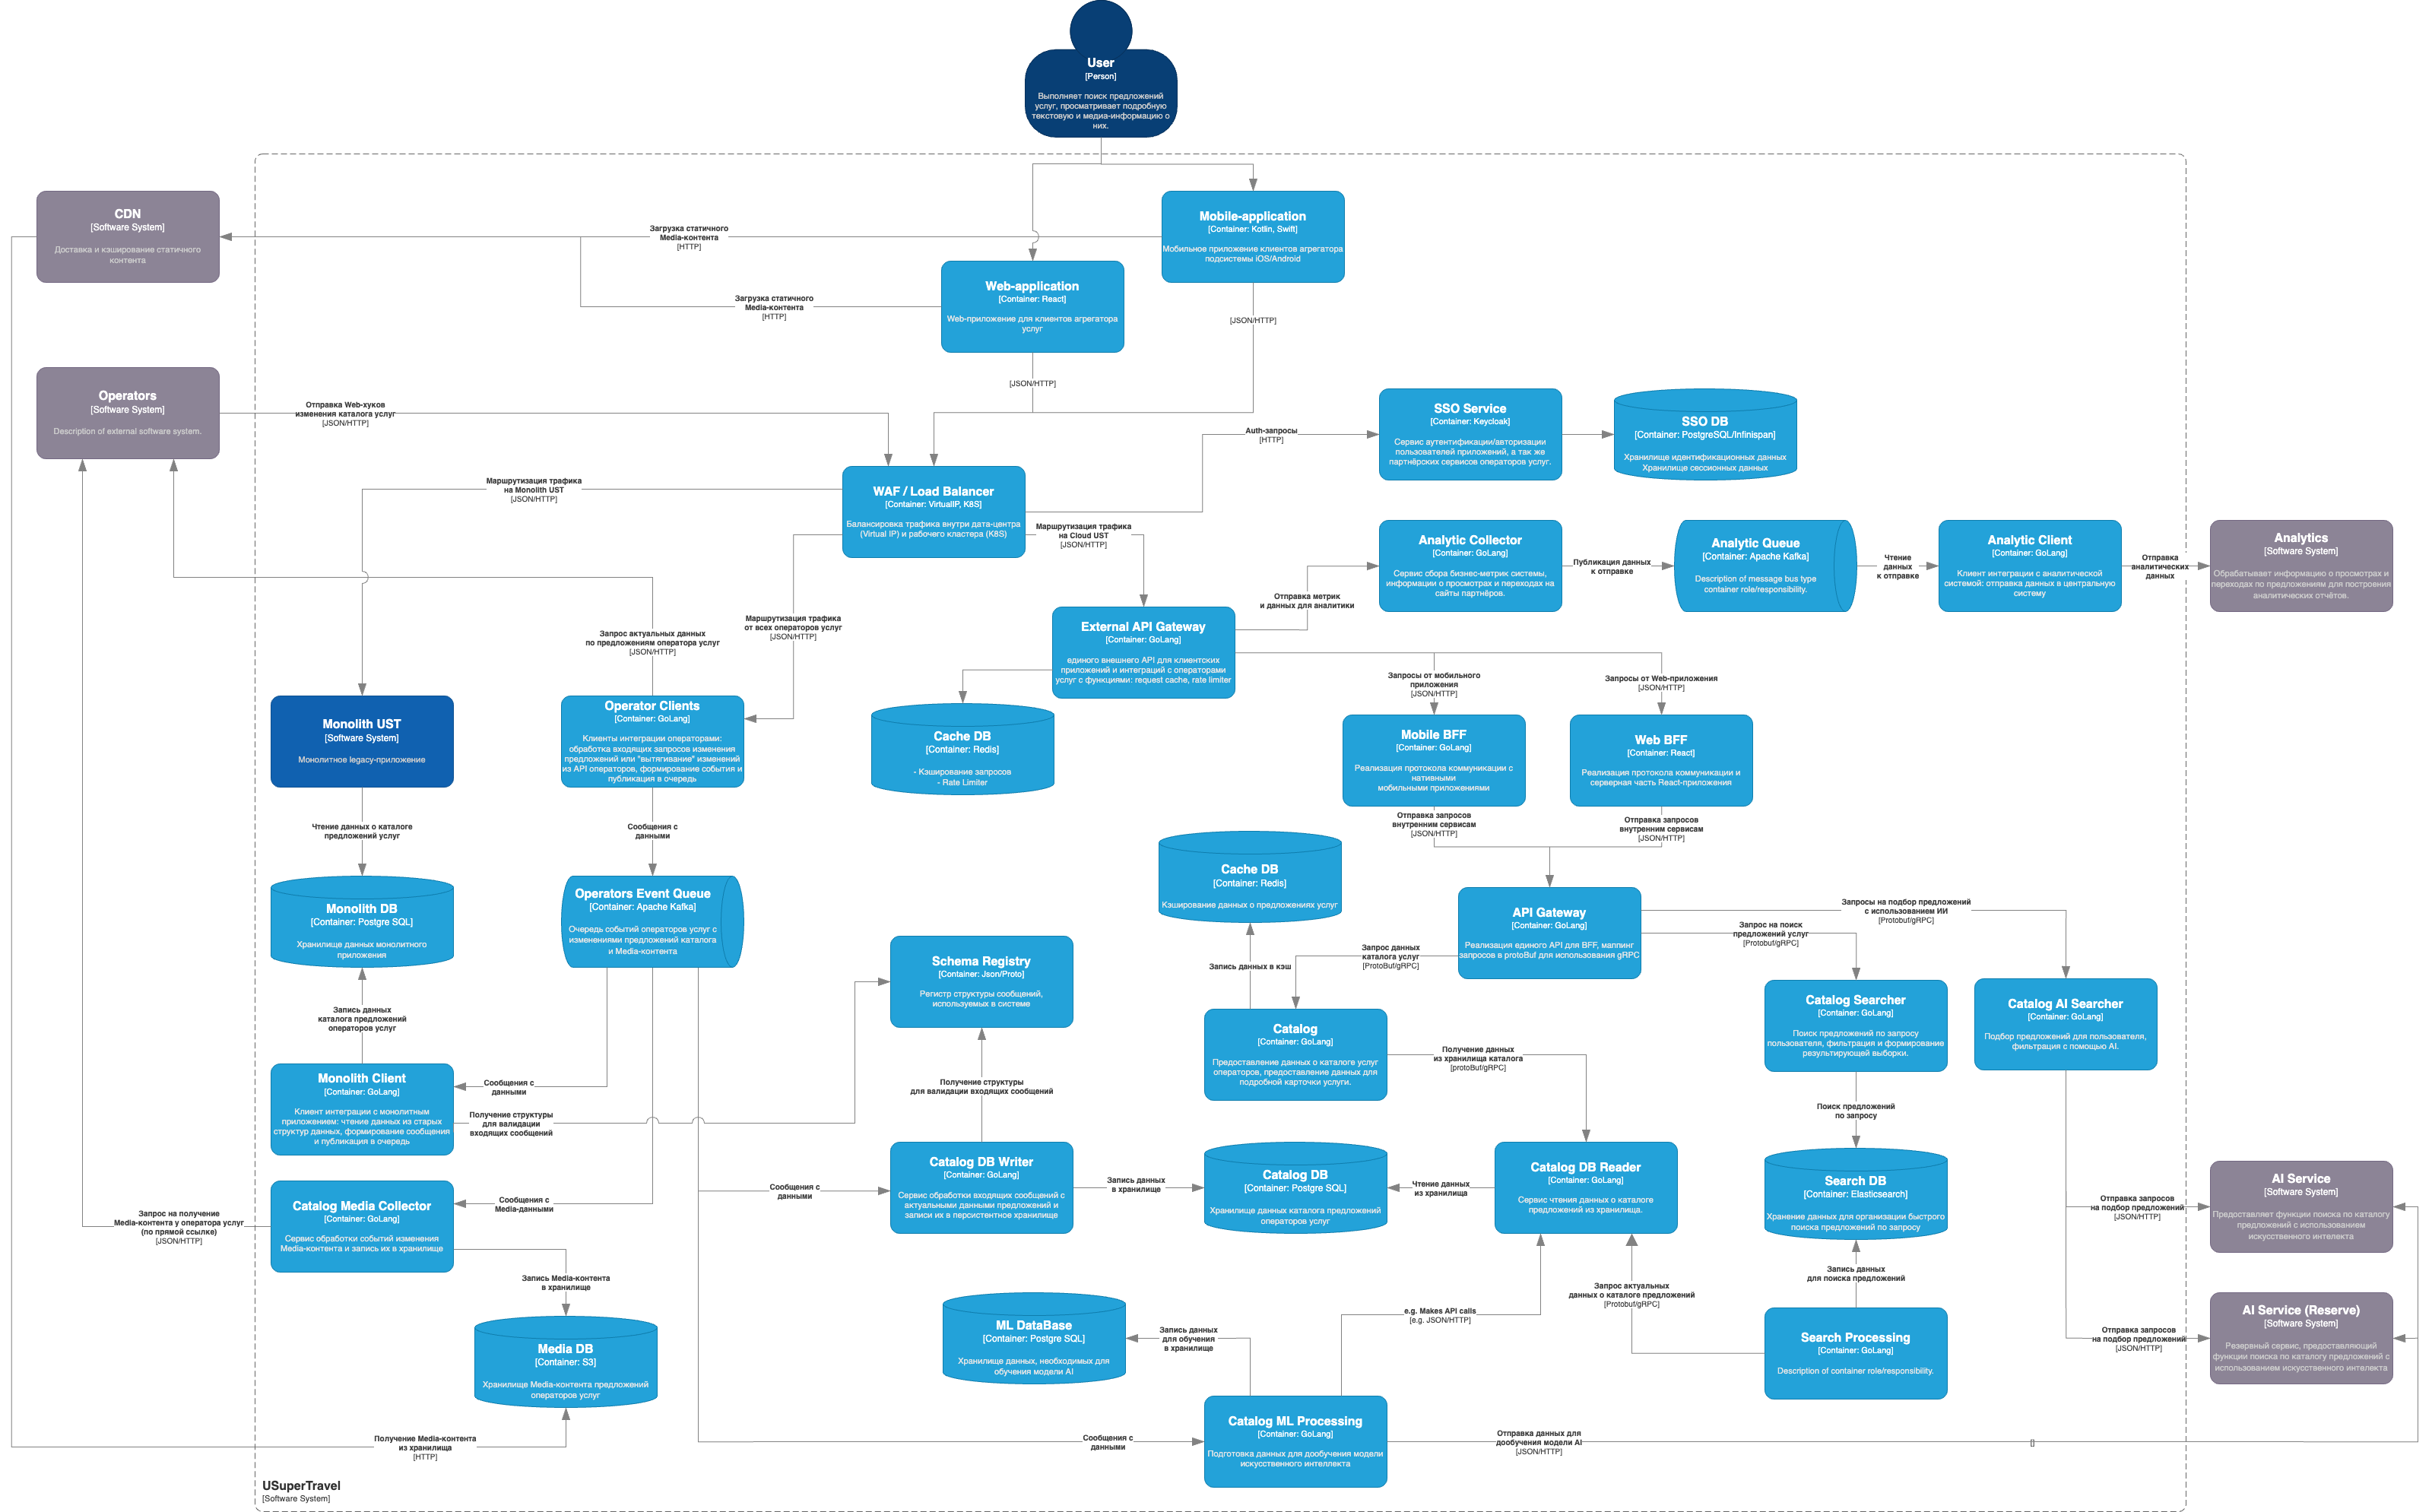 User
[Person]
Выполняет поиск предложений
услуг, просматривает подробную
текстовую и медиа-информацию о
них.
CDN
[Software System]
Доставка и кэширование статичного
контента
Загрузка статичного
Media-контента
[HTTP]
Mobile-application
[Container: Kotlin, Swift]
Мобильное приложение клиентов агрегатора
подсистемы iOS/Android
Web-application
[Container: React]
Web-приложение для клиентов агрегатора
услуг
Загрузка статичного
Media-контента
[HTTP]
[JSON/HTTP]
[JSON/HTTP]
Operators
[Software System]
Description of external software system.
Отправка Web-хуков
изменения каталога услуг
[JSON/HTTP]
SSO Service
[Container: Keycloak]
Сервис аутентификации/авторизации
пользователей приложений, а так же
партнёрских сервисов операторов услуг.
SSO DB
[Container: PostgreSQL/Infinispan]
Хранилище идентификационных данных
Хранилище сессионных данных
Auth-запросы
[HTTP]
Маршрутизация трафика
на Monolith UST
[JSON/HTTP]
WAF / Load Balancer
[Container: VirtualIP, K8S]
Балансировка трафика внутри дата-центра
(Virtual IP) и рабочего кластера (K8S)
Маршрутизация трафика
на Cloud UST
[JSON/HTTP]
Analytic Collector
[Container: GoLang]
Сервис сбора бизнес-метрик системы,
информации о просмотрах и переходах на
сайты партнёров.
Публикация данных
к отправке
Analytic Queue
[Container: Apache Kafka]
Description of message bus type
container role/responsibility.
Чтение
данных
к отправке
Analytic Client
[Container: GoLang]
Клиент интеграции с аналитической
системой: отправка данных в центральную
систему
Отправка
аналитических
данных
Analytics
[Software System]
Обрабатывает информацию о просмотрах и
переходах по предложениям для построения
аналитических отчётов.
Отправка метрик
и данных для аналитики
Запрос актуальных данных
по предложениям оператора услуг
[JSON/HTTP]
Маршрутизация трафика
от всех операторов услуг
[JSON/HTTP]
External API Gateway
[Container: GoLang]
единого внешнего API для клиентских
приложений и интеграций с операторами
услуг с функциями: request cache, rate limiter
Запросы от мобильного
приложения
[JSON/HTTP]
Запросы от Web-приложения
[JSON/HTTP]
Monolith UST
[Software System]
Монолитное legacy-приложение
Operator Clients
[Container: GoLang]
Клиенты интеграции операторами:
обработка входящих запросов изменения
предложений или "вытягивание" изменений
из API операторов, формирование события и
публикация в очередь
Cache DB
[Container: Redis]
- Кэширование запросов
- Rate Limiter
Mobile BFF
[Container: GoLang]
Реализация протокола коммуникации с
нативными
мобильными приложениями
Web BFF
[Container: React]
Реализация протокола коммуникации и
серверная часть React-приложения
Чтение данных о каталоге
предложений услуг
Сообщения с
данными
Отправка запросов
внутренним сервисам
[JSON/HTTP]
Отправка запросов
внутренним сервисам
[JSON/HTTP]
Monolith DB
[Container: Postgre SQL]
Хранилище данных монолитного
приложения
Operators Event Queue
[Container: Apache Kafka]
Очередь событий операторов услуг с
изменениями предложений каталога
и Media-контента
Cache DB
[Container: Redis]
Кэширование данных о предложениях услуг
API Gateway
[Container: GoLang]
Реализация единого API для BFF, маппинг
запросов в protoBuf для использования gRPC
Запросы на подбор предложений
с использованием ИИ
[Protobuf/gRPC]
Запрос на поиск
предложений услуг
[Protobuf/gRPC]
Запрос данных
каталога услуг
[ProtoBuf/gRPC]
Запись данных в кэш
Schema Registry
[Container: Json/Proto]
Регистр структуры сообщений,
используемых в системе
Запись данных
каталога предложений
операторов услуг
Catalog
[Container: GoLang]
Предоставление данных о каталоге услуг
операторов, предоставление данных для
подробной карточки услуги.
Получение данных
из хранилища каталога
[protoBuf/gRPC]
Catalog Searcher
[Container: GoLang]
Поиск предложений по запросу
пользователя, фильтрация и формирование
результирующей выборки.
Catalog AI Searcher
[Container: GoLang]
Подбор предложений для пользователя,
фильтрация с помощью AI.
Monolith Client
[Container: GoLang]
Клиент интеграции с монолитным
приложением: чтение данных из старых
структур данных, формирование сообщения
и публикация в очередь
Сообщения с
данными
Получение структуры
для валидации
входящих сообщений
Получение структуры
для валидации входящих сообщений
Поиск предложений
по запросу
Catalog DB Writer
[Container: GoLang]
Сервис обработки входящих сообщений с
актуальными данными предложений и
записи их в персистентное хранилище
Запись данных
в хранилище
Catalog DB
[Container: Postgre SQL]
Хранилище данных каталога предложений
операторов услуг
Чтение данных
из хранилища
Catalog DB Reader
[Container: GoLang]
Сервис чтения данных о каталоге
предложений из хранилища.
Search DB
[Container: Elasticsearch]
Хранение данных для организации быстрого
поиска предложений по запросу
Отправка запросов
на подбор предложений
[JSON/HTTP]
AI Service
[Software System]
Предоставляет функции поиска по каталогу
предложений с использованием
искусственного интелекта
Catalog Media Collector
[Container: GoLang]
Сервис обработки событий изменения
Media-контента и запись их в хранилище
Сообщения с
Media-данными
Сообщения с
данными
Запрос на получение
Media-контента у оператора услуг
(по прямой ссылке)
[JSON/HTTP]
Запись Media-контента
в хранилище
Запись данных
для поиска предложений
Запрос актуальных
данных о каталоге предложений
[Protobuf/gRPC]
e.g. Makes API calls
[e.g. JSON/HTTP]
ML DataBase
[Container: Postgre SQL]
Хранилище данных, необходимых для
обучения модели AI
Запись данных
для обучения
в хранилище
Search Processing
[Container: GoLang]
Description of container role/responsibility.
Отправка запросов
на подбор предложений
[JSON/HTTP]
AI Service (Reserve)
[Software System]
Резервный сервис, предоставляющий
функции поиска по каталогу предложений с
использованием искусственного интелекта
Media DB
[Container: S3]
Хранилище Media-контента предложений
операторов услуг
Получение Media-контента
из хранилища
[HTTP]
Сообщения с
данными
Catalog ML Processing
[Container: GoLang]
Подготовка данных для дообучения модели
искусственного интеллекта
Отправка данных для
дообучения модели AI
[JSON/HTTP]
[]
USuperTravel
[Software System]